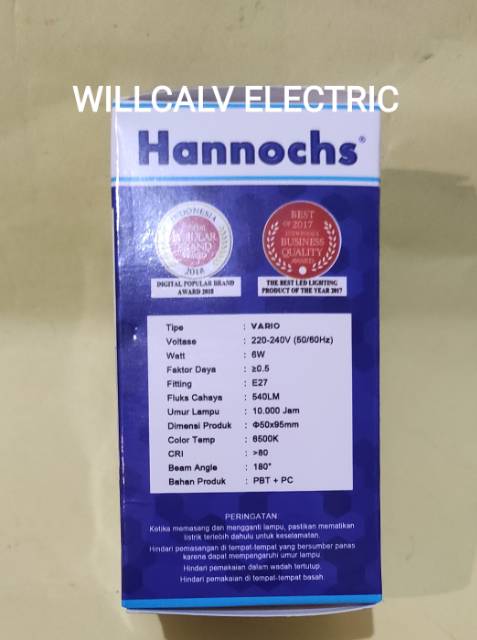 WILLCALV ELECTRIC
Hannochs®
INDONESIA
2018
DIGITAL POPULAR BRAND
AWARD 2018
BEST
OF 2017
BUSINESS
QUALITY
AWARD
THE BEST LED LIGHTING
PRODUCT OF THE YEAR 2017
Tipe : VARIO
Voltase : 220-240V (50/60Hz)
Watt : 6W
Faktor Daya : ≥0.5
Fitting : E27
Fluks Cahaya : 540LM
Umur Lampu : 10.000 Jam
Dimensi Produk : Φ50x95mm
Color Temp : 6500K
CRI : >80
Beam Angle : 180°
Bahan Produk : PBT + PC
PERINGATAN
Ketika memasang dan mengganti lampu, pastikan mematikan
listrik terlebih dahulu untuk keselamatan.
Hindari pemasangan di tempat-tempat yang bersumber panas
karena dapat mempengaruhi umur lampu.
Hindari pemakaian dalam wadah tertutup.
Hindari pemakaian di tempat-tempat basah.